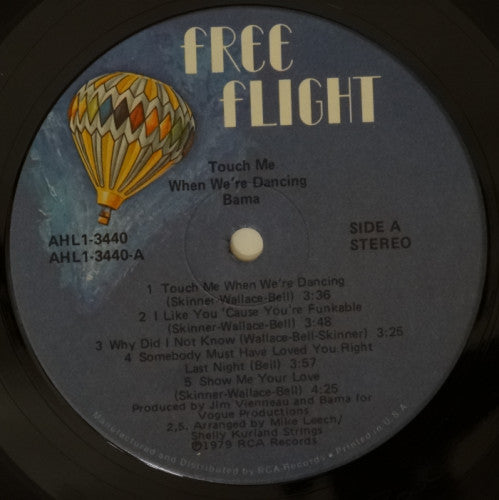 FREE
FLIGHT
Touch Me
When We're Dancing
Bama
AHL1-3440
AHL1-3440-A
SIDE A
STEREO
1 Touch Me When We're Dancing
(Skinner-Wallace-Bell) 3:36
2 I Like You 'Cause You're Funkable
(Skinner-Wallace-Bell) 3:48
3 Why Did I Not Know (Wallace-Bell-Skinner) 3:25
4 Somebody Must Have Loved You Right
Last Night (Bell) 3:57
5 Show Me Your Love
(Skinner-Wallace-Bell) 4:25
Produced by Jim Vienneau and Bama for
Vogue Productions
2,5, Arranged by Mike Leech/
Shelly Kurland Strings
℗1979 RCA Records
Manufactured and Distributed by RCA Records • Printed in U.S.A.